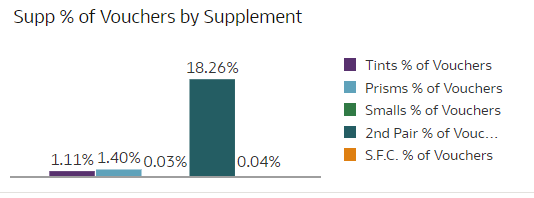 Supp % of Vouchers by Supplement
18.26%
1.11%
1.40%
0.03%
0.04%
Tints % of Vouchers
Prisms % of Vouchers
Smalls % of Vouchers
2nd Pair % of Vouc...
S.F.C. % of Vouchers